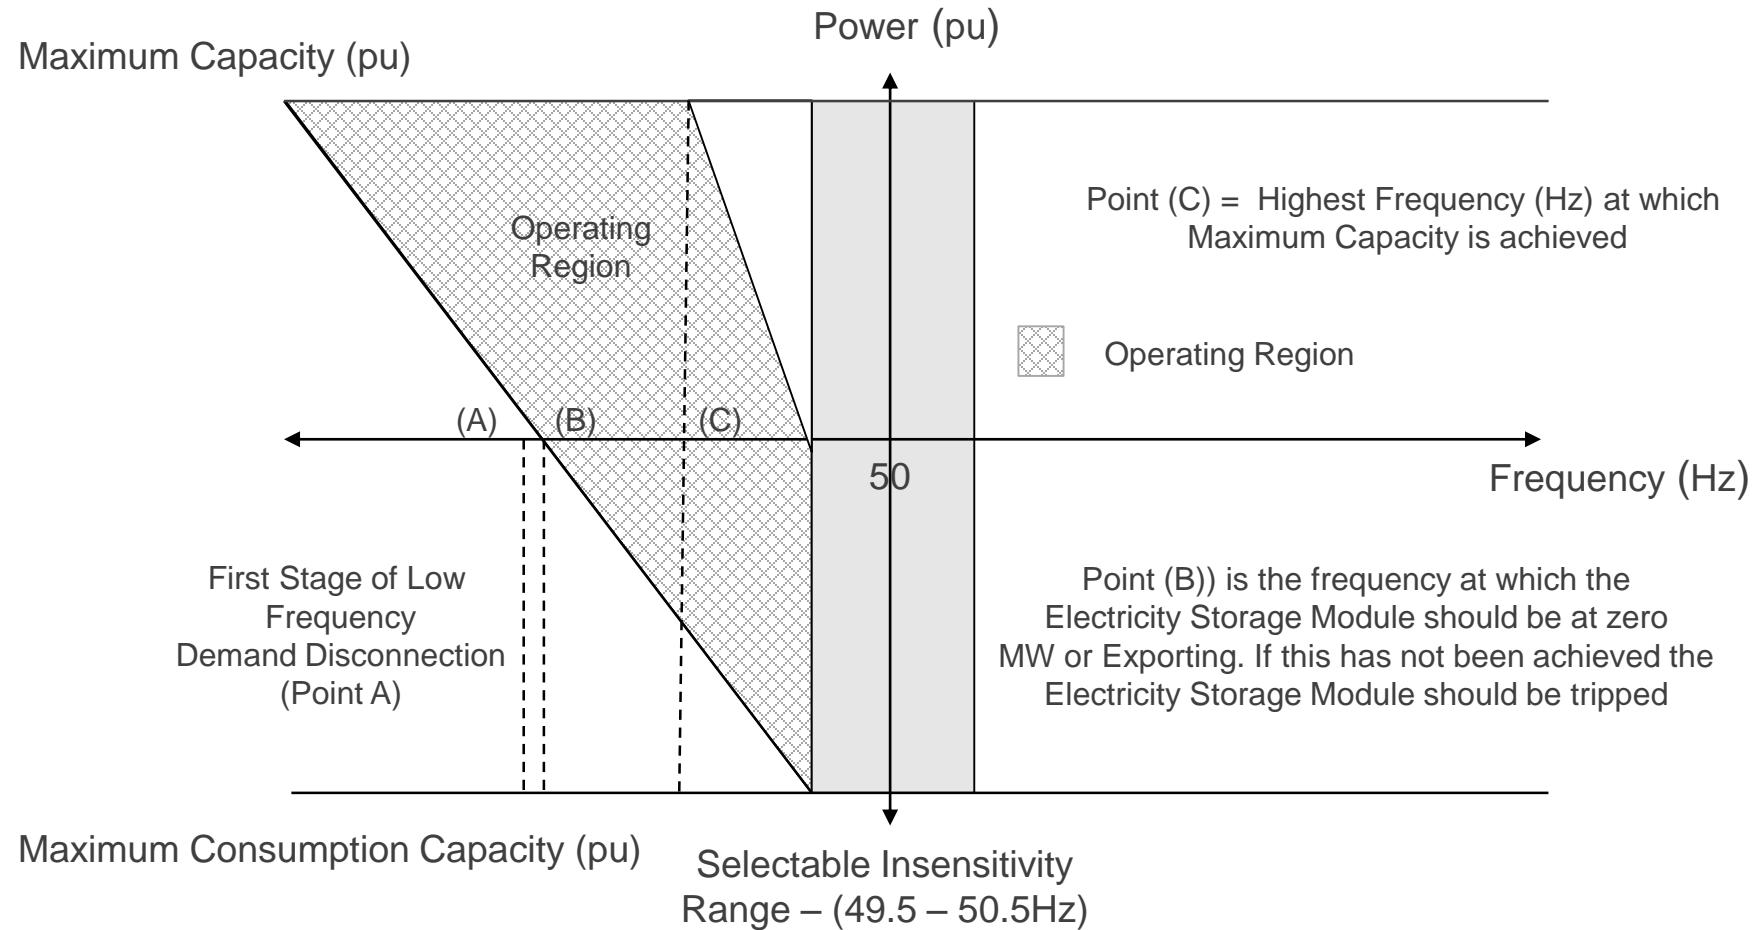 Power (pu)
Maximum Capacity (pu)
Point (C) = Highest Frequency (Hz) at which
Maximum Capacity is achieved
Operating
Region
Operating Region
(A)
(B)
(C)
50
Frequency (Hz)
First Stage of Low
Frequency
Demand Disconnection
(Point A)
Point (B)) is the frequency at which the
Electricity Storage Module should be at zero
MW or Exporting. If this has not been achieved the
Electricity Storage Module should be tripped
Maximum Consumption Capacity (pu)
Selectable Insensitivity
Range – (49.5 – 50.5Hz)